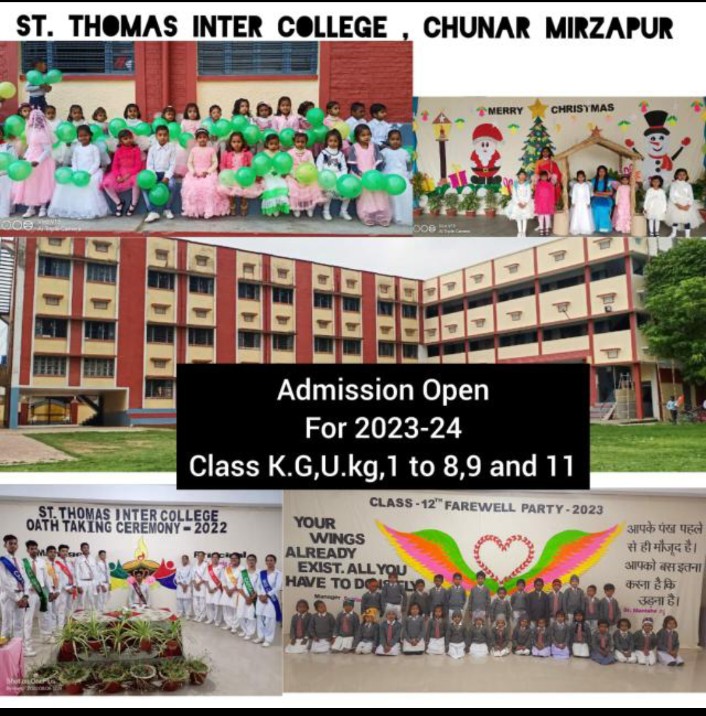 ST. THOMAS INTER COLLEGE , CHUNAR MIRZAPUR
MERRY CHRISTMAS
Admission Open
For 2023-24
Class K.G,U.kg,1 to 8,9 and 11
ST. THOMAS INTER COLLEGE
OATH TAKING CEREMONY - 2022
CLASS - 12TH FAREWELL PARTY - 2023
YOUR
WINGS
ALREADY
EXIST. ALL YOU
HAVE TO DO
Manager
आपके पंख पहले
से ही मौजूद है।
आपको बस इतना
करना है कि
उड़ना है।